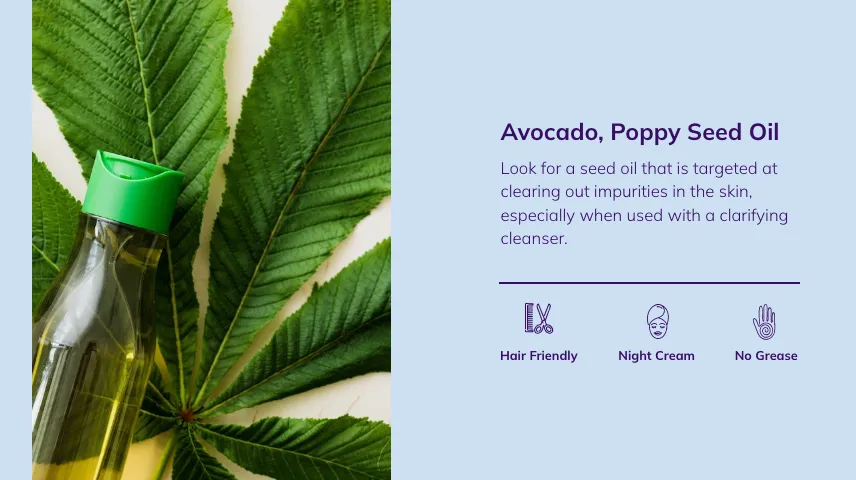 Avocado, Poppy Seed Oil
Look for a seed oil that is targeted at
clearing out impurities in the skin,
especially when used with a clarifying
cleanser.
Hair Friendly
Night Cream
No Grease